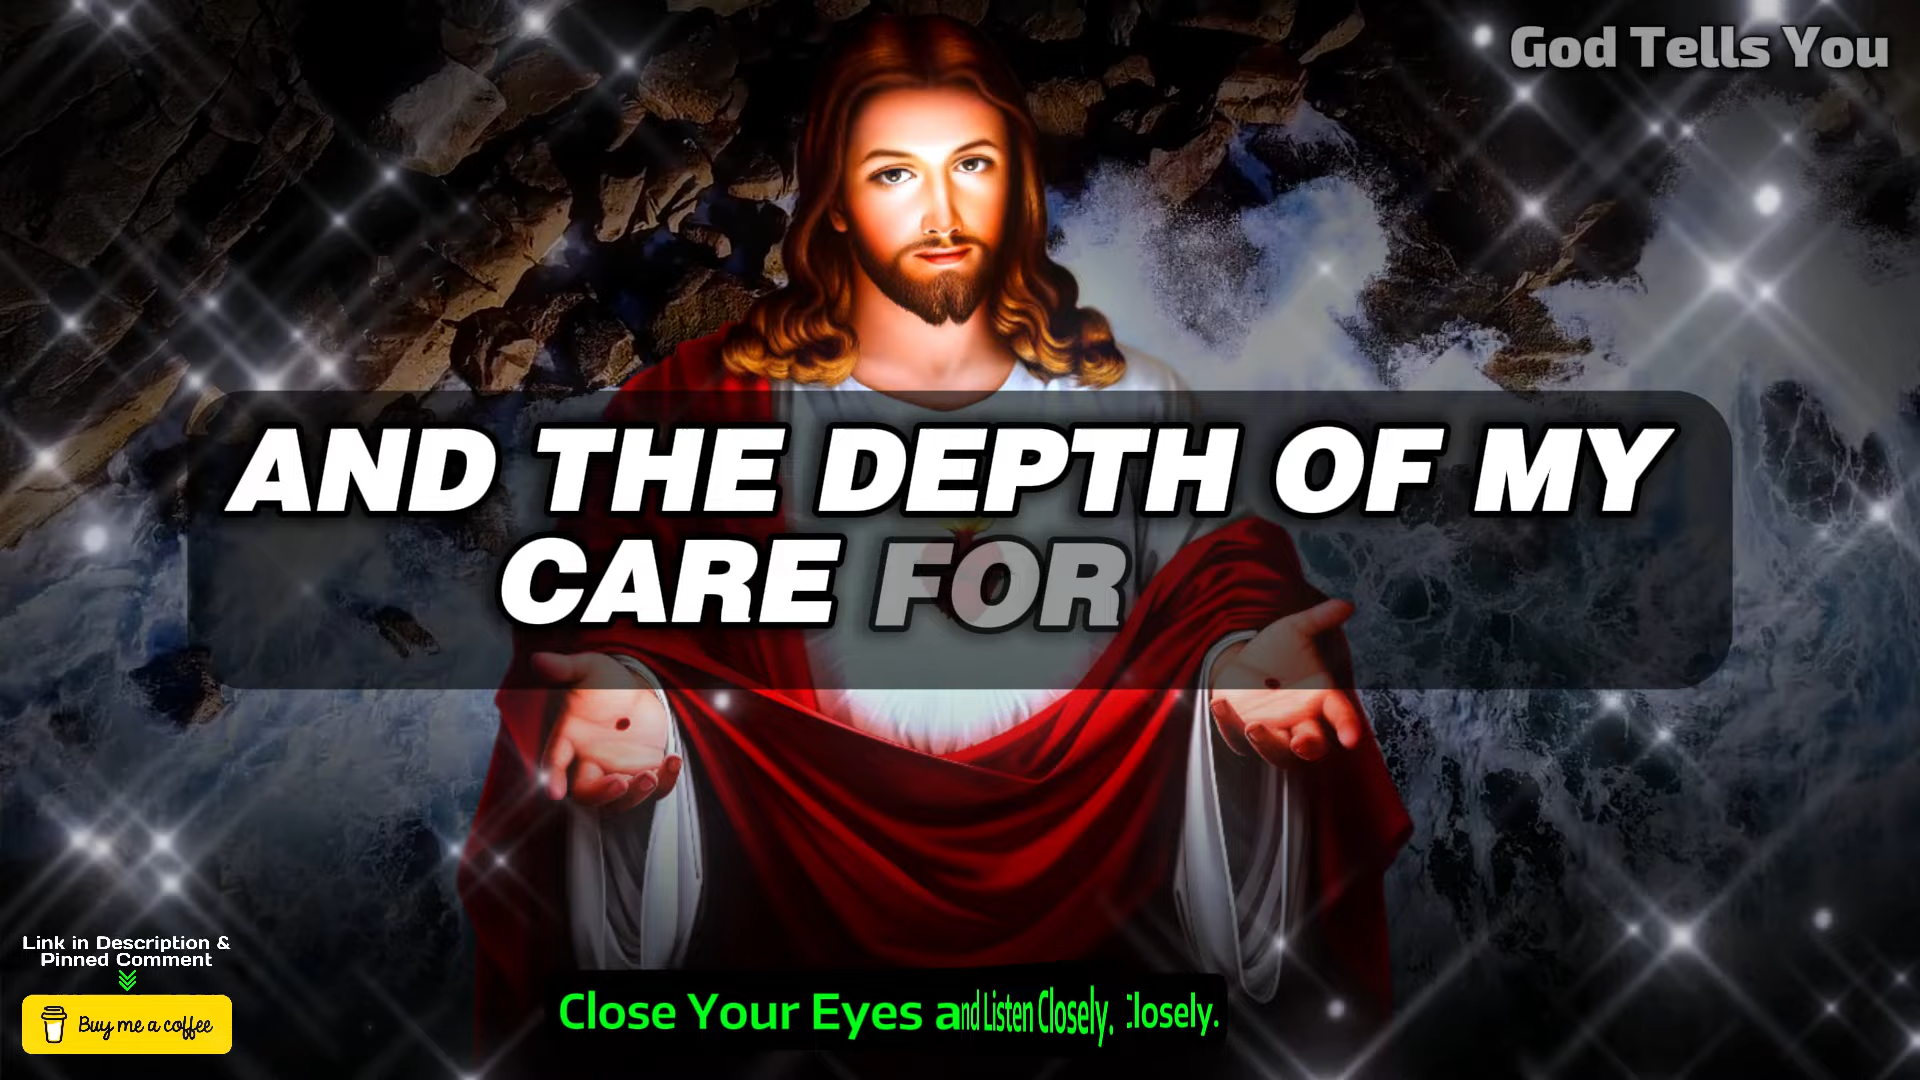 God Tells You
AND THE DEPTH OF MY
CARE FOR
Link in Description &
Pinned Comment
Buy me a coffee
Close Your Eyes and Listen Closely. Closely.